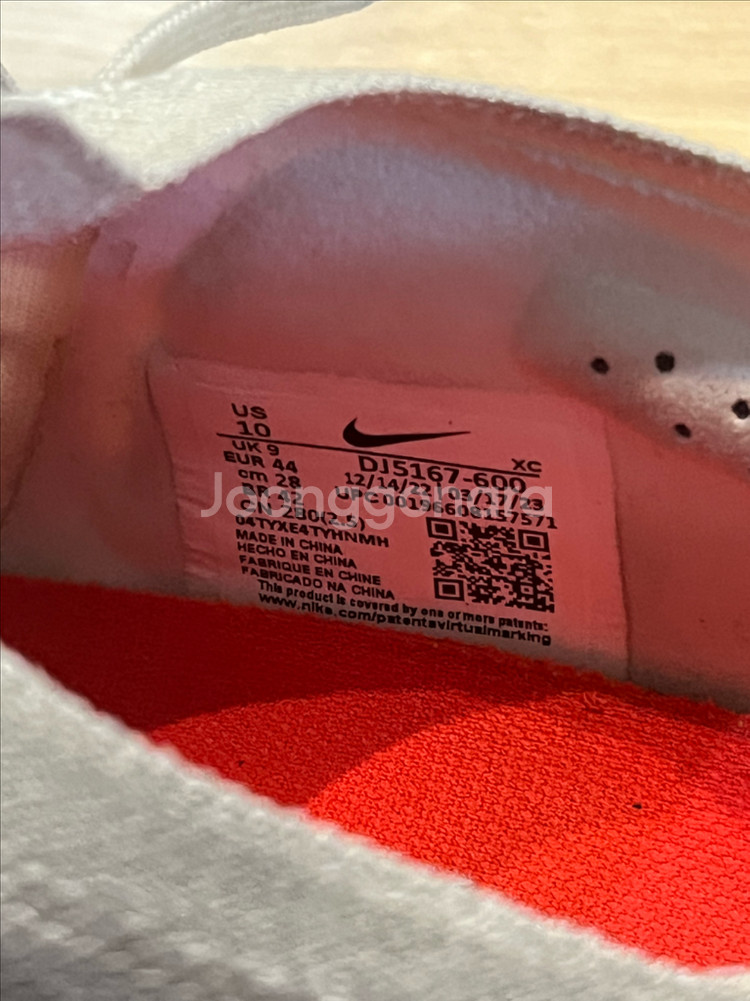 US
10
UK 9
EUR 44
cm 28
BR 42
CN 280(2.5)
XC
DJ5167-600
12/14/22 03/17/23
UPC
04TYXE4TYHNMH
MADE IN CHINA
HECHO EN CHINA
FABRIQUE EN CHINE
FABRICADO NA CHINA
This product is covered by one or more patents:
www.nike.com/patentsvirtualmarking
Joonggonara